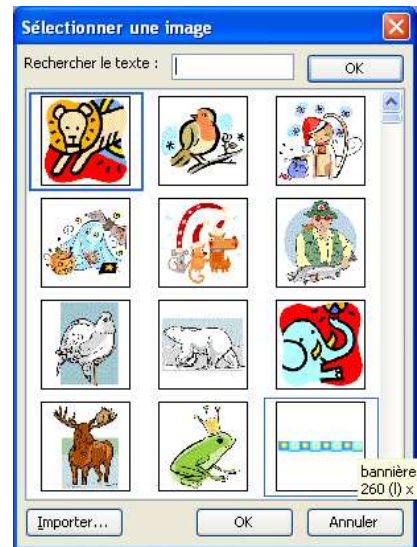 Sélectionner une image
Rechercher le texte :
OK
bannière
260 (l) x
Importer...
OK
Annuler